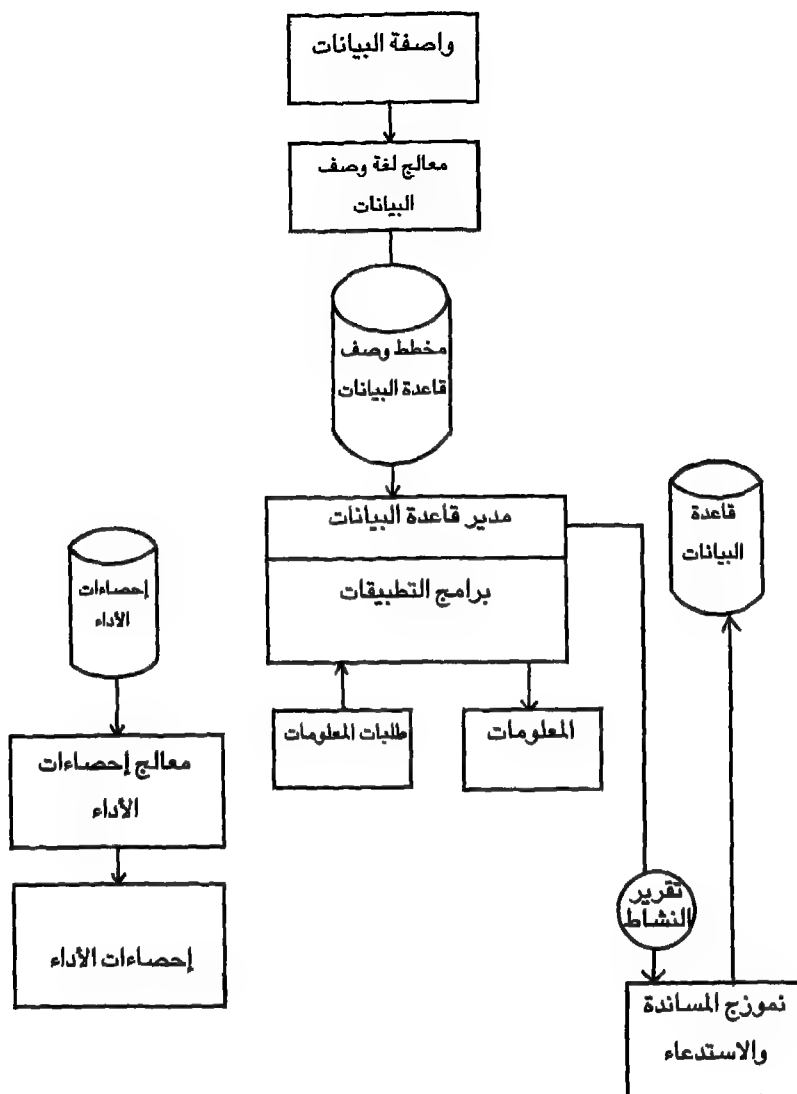 واصفة البيانات
معالج لغة وصف
البيانات
مخطط وصف
قاعدة البيانات
مدير قاعدة البيانات
برامج التطبيقات
طلبات المعلومات
المعلومات
قاعدة
البيانات
إحصاءات
الأداء
معالج إحصاءات
الأداء
إحصاءات الأداء
تقرير
النشاط
نموزج المساندة
والاستدعاء